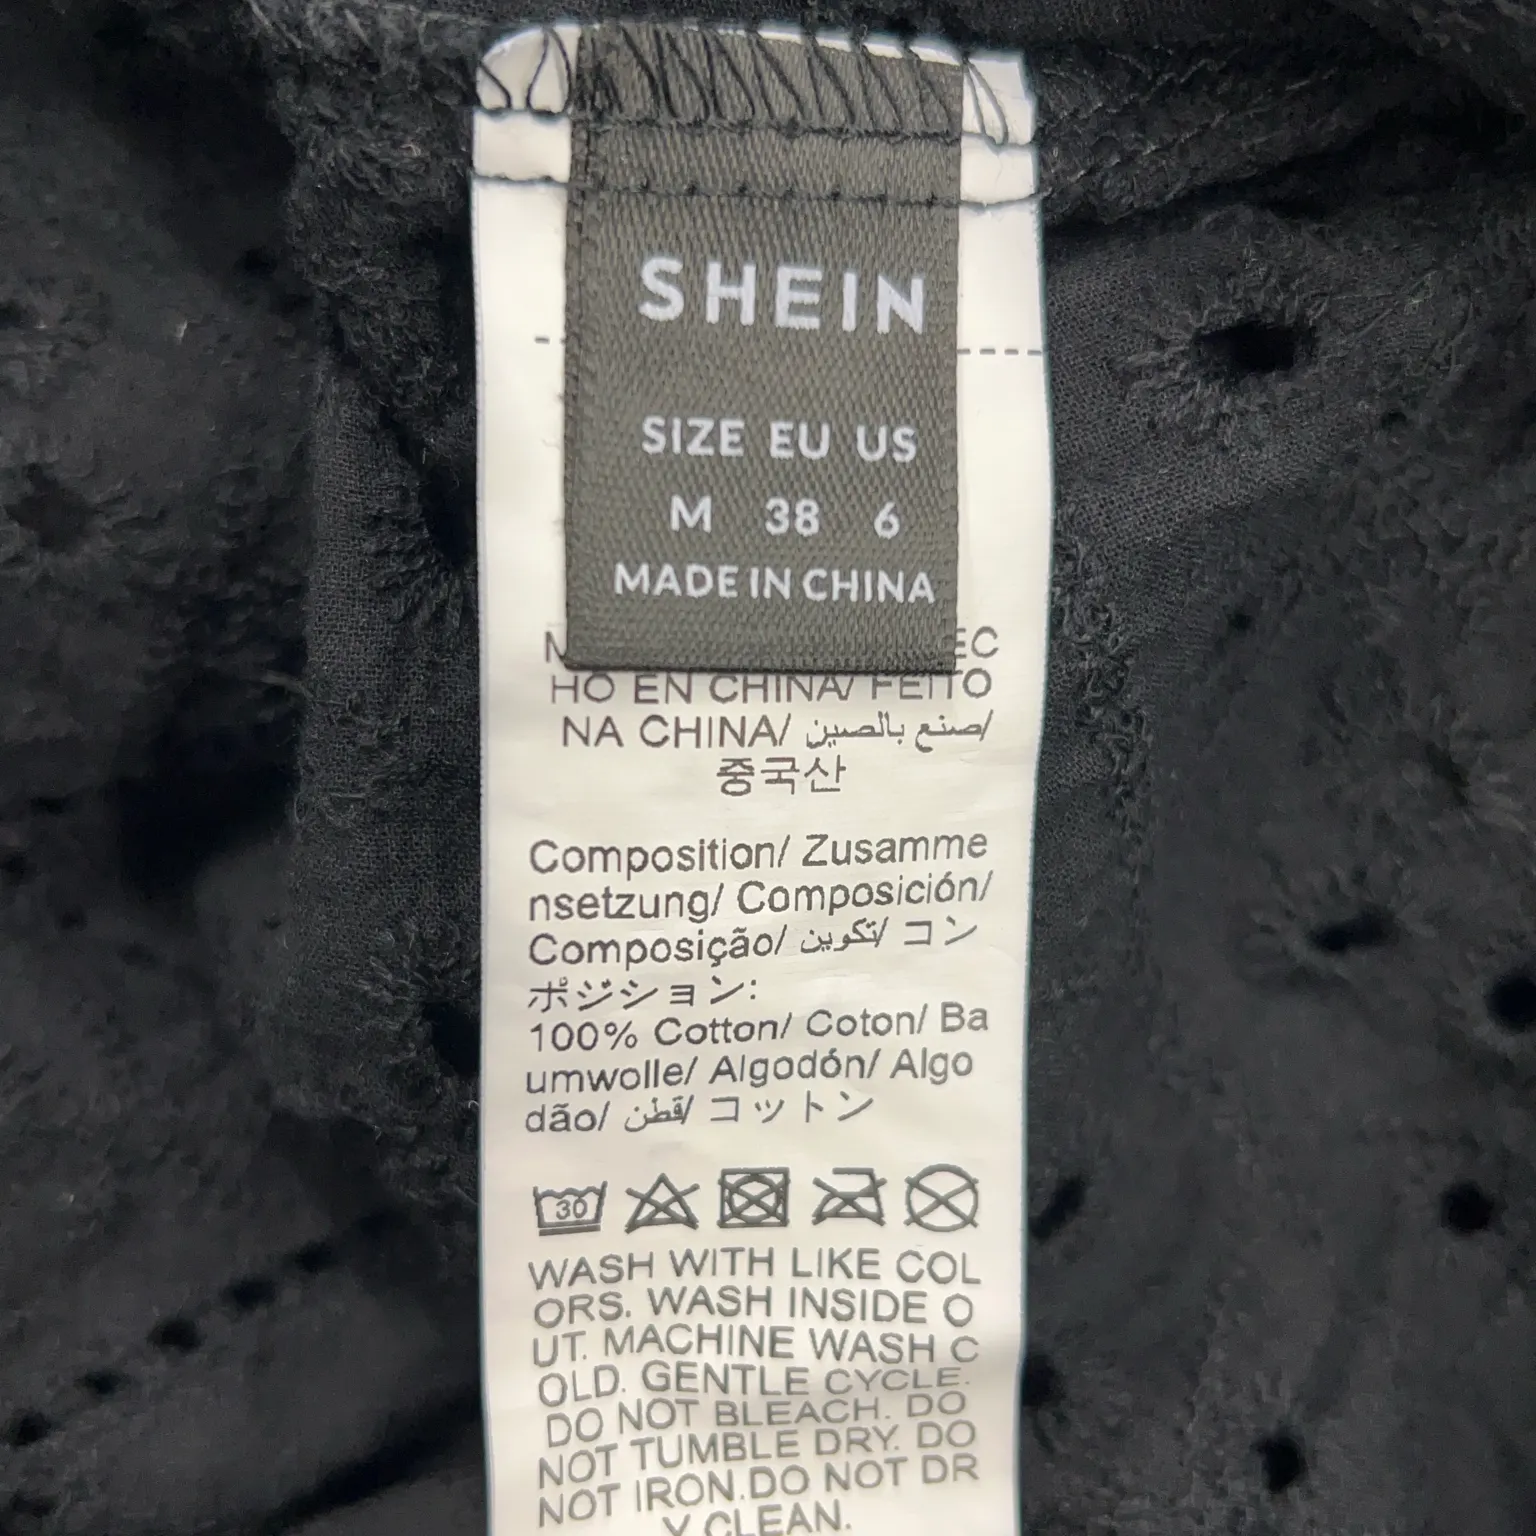 SHEIN
SIZE EU US
M 38 6
MADE IN CHINA
HO EN CHINA/ FEITO
NA CHINA/ صنع بالصين/
중국산
Composition/ Zusamme
nsetzung/ Composición/
Composição/ تكوين/ コン
ポジション:
100% Cotton/ Coton/ Ba
umwolle/ Algodón/ Algo
dão/ قطن/ コットン
30
WASH WITH LIKE COL
ORS. WASH INSIDE O
UT. MACHINE WASH C
OLD. GENTLE CYCLE.
DO NOT BLEACH. DO
NOT TUMBLE DRY. DO
NOT IRON.DO NOT DR
Y CLEAN.